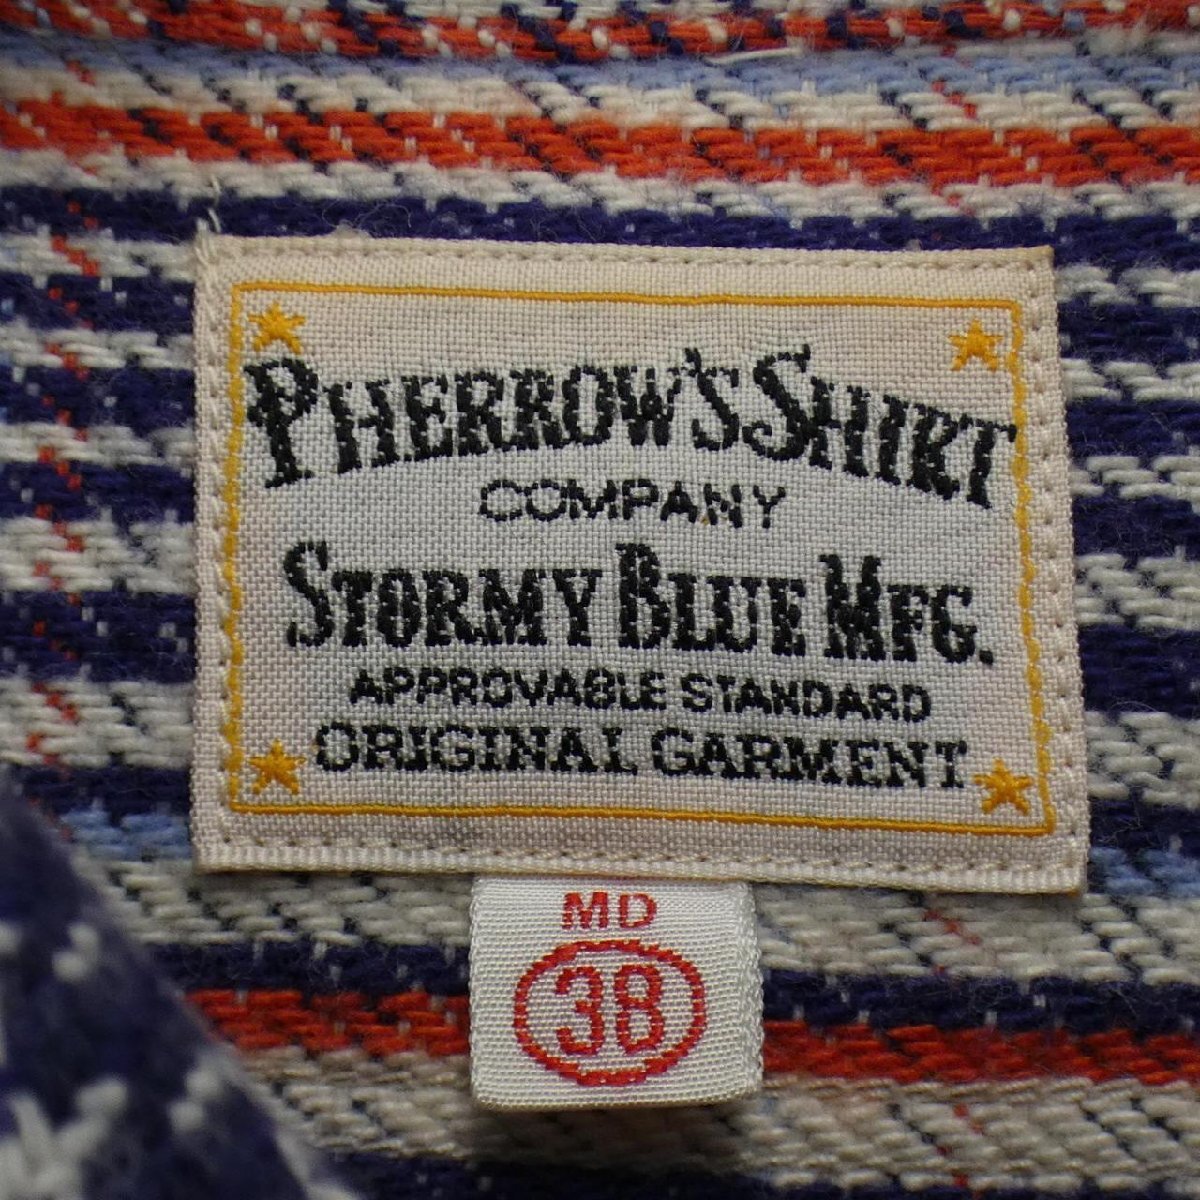 PHERROW'S SHIRT
COMPANY
STORMY BLUE MFG.
APPROVABLE STANDARD
ORIGINAL GARMENT
MD
38